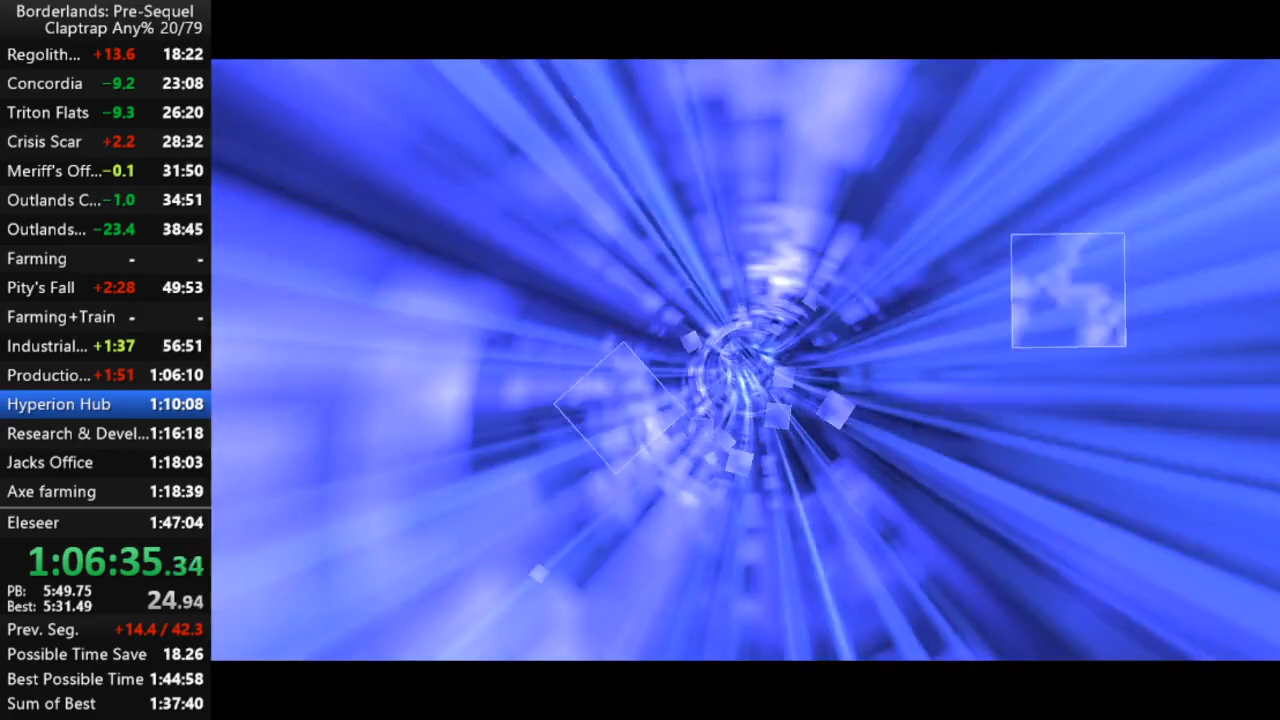 Borderlands: Pre-Sequel
Claptrap Any% 20/79
Regolith... +13.6 18:22
Concordia −9.2 23:08
Triton Flats −9.3 26:20
Crisis Scar +2.2 28:32
Meriff's Off...−0.1 31:50
Outlands C...−1.0 34:51
Outlands... −23.4 38:45
Farming - -
Pity's Fall +2:28 49:53
Farming+Train - -
Industrial... +1:37 56:51
Productio... +1:51 1:06:10
Hyperion Hub 1:10:08
Research & Devel...1:16:18
Jacks Office 1:18:03
Axe farming 1:18:39
Eleseer 1:47:04
1:06:35.34
PB: 5:49.75
Best: 5:31.49 24.94
Prev. Seg. +14.4 / 42.3
Possible Time Save 18.26
Best Possible Time 1:44:58
Sum of Best 1:37:40